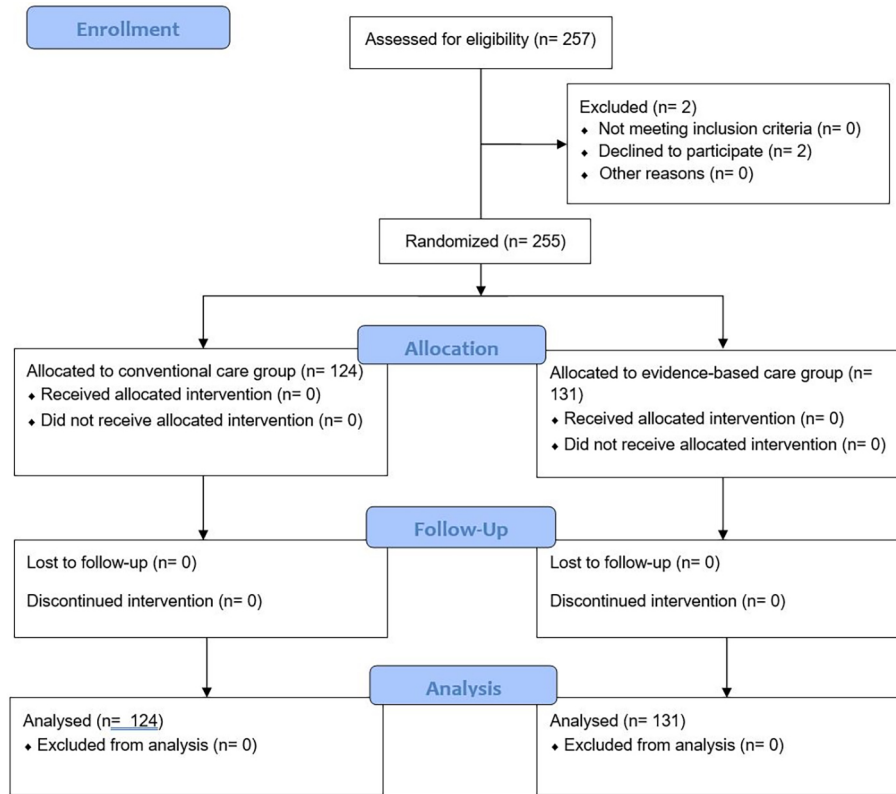 Enrollment
Assessed for eligibility (n= 257)
Excluded (n= 2)
⬥ Not meeting inclusion criteria (n= 0)
⬥ Declined to participate (n= 2)
⬥ Other reasons (n= 0)
Randomized (n= 255)
Allocation
Allocated to conventional care group (n= 124)
⬥ Received allocated intervention (n= 0)
⬥ Did not receive allocated intervention (n= 0)
Allocated to evidence-based care group (n=
131)
⬥ Received allocated intervention (n= 0)
⬥ Did not receive allocated intervention (n= 0)
Follow-Up
Lost to follow-up (n= 0)
Discontinued intervention (n= 0)
Lost to follow-up (n= 0)
Discontinued intervention (n= 0)
Analysis
Analysed (n=  124)
⬥ Excluded from analysis (n= 0)
Analysed (n= 131)
⬥ Excluded from analysis (n= 0)